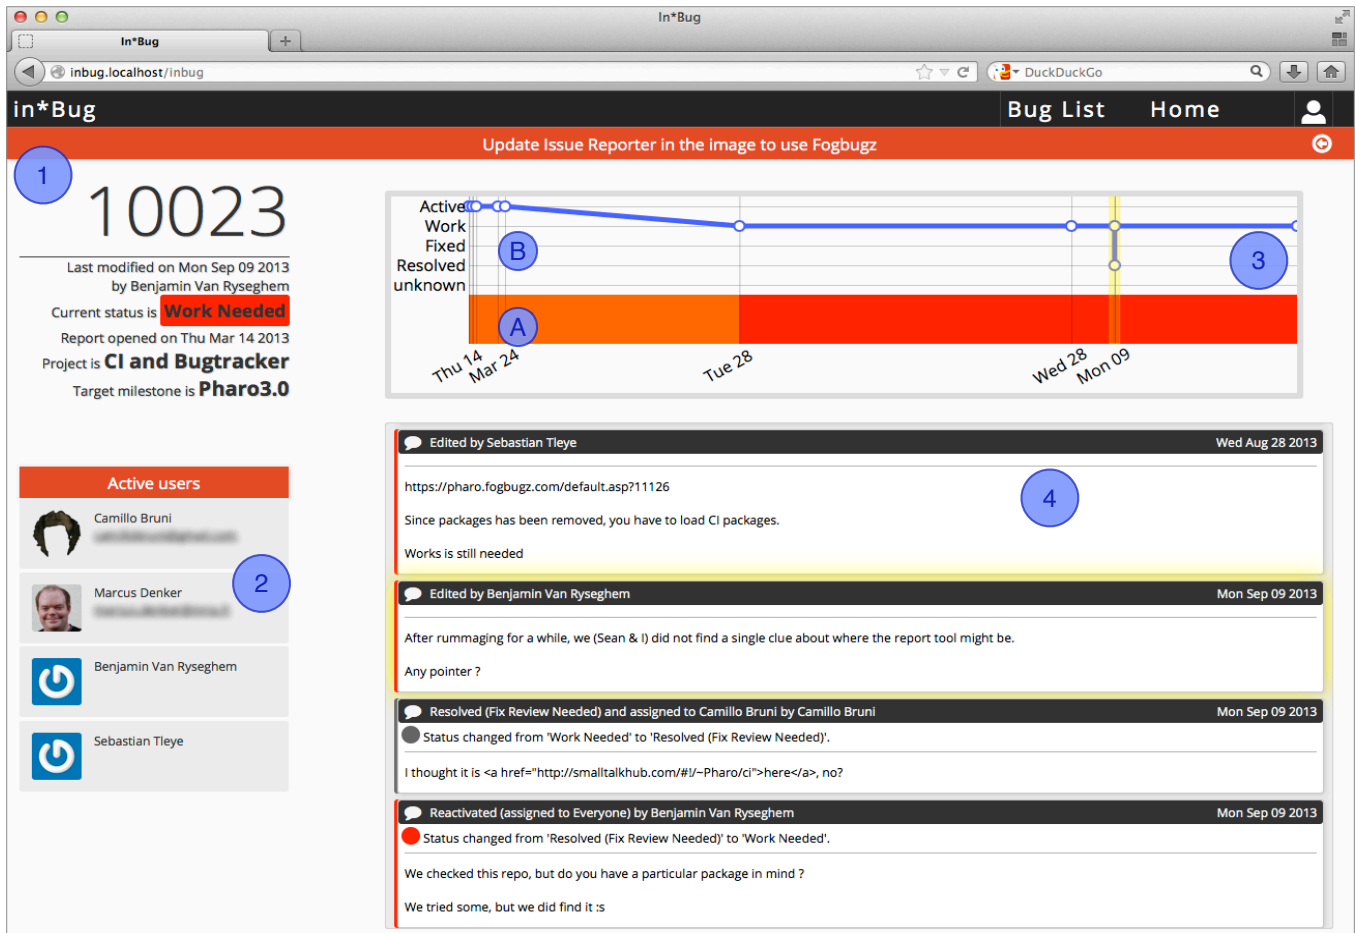 In*Bug
In*Bug
inbug.localhost/inbug
DuckDuckGo
in*Bug
Bug List
Home
Update Issue Reporter in the image to use Fogbugz
1
10023
Last modified on Mon Sep 09 2013
by Benjamin Van Ryseghem
Current status is Work Needed
Report opened on Thu Mar 14 2013
Project is CI and Bugtracker
Target milestone is Pharo3.0
Active users
Camillo Bruni
2
Marcus Denker
Benjamin Van Ryseghem
Sebastian Tleye
Active
Work
Fixed
Resolved
unknown
B
3
A
Thu 14
Mar 24
Tue 28
Wed 28
Mon 09
Edited by Sebastian Tleye Wed Aug 28 2013
4
https://pharo.fogbugz.com/default.asp?11126
Since packages has been removed, you have to load CI packages.
Works is still needed
Edited by Benjamin Van Ryseghem Mon Sep 09 2013
After rummaging for a while, we (Sean & I) did not find a single clue about where the report tool might be.
Any pointer ?
Resolved (Fix Review Needed) and assigned to Camillo Bruni by Camillo Bruni Mon Sep 09 2013
Status changed from 'Work Needed' to 'Resolved (Fix Review Needed)'.
I thought it is <a href="http://smalltalkhub.com/#!/~Pharo/ci">here</a>, no?
Reactivated (assigned to Everyone) by Benjamin Van Ryseghem Mon Sep 09 2013
Status changed from 'Resolved (Fix Review Needed)' to 'Work Needed'.
We checked this repo, but do you have a particular package in mind ?
We tried some, but we did find it :s